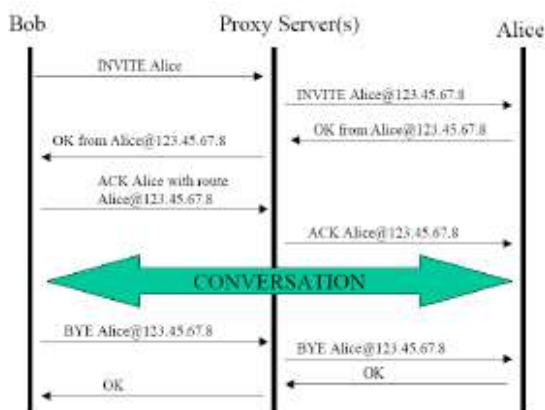 Bob
Proxy Server(s)
Alice
INVITE Alice
INVITE Alice@123.45.67.8
OK from Alice@123.45.67.8
OK from Alice@123.45.67.8
ACK Alice with route
Alice@123.45.67.8
ACK Alice@123.45.67.8
CONVERSATION
BYE Alice@123.45.67.8
BYE Alice@123.45.67.8
OK
OK